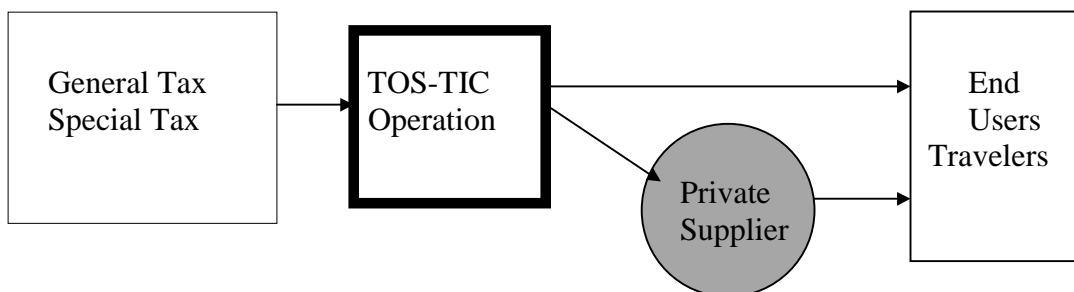 General Tax
Special Tax
TOS-TIC
Operation
Private
Supplier
End
Users
Travelers